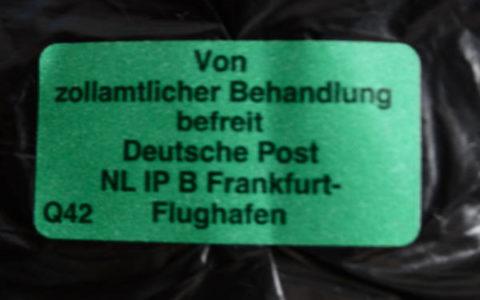 Von
zollamtlicher Behandlung
befreit
Deutsche Post
NL IP B Frankfurt-
Q42 Flughafen